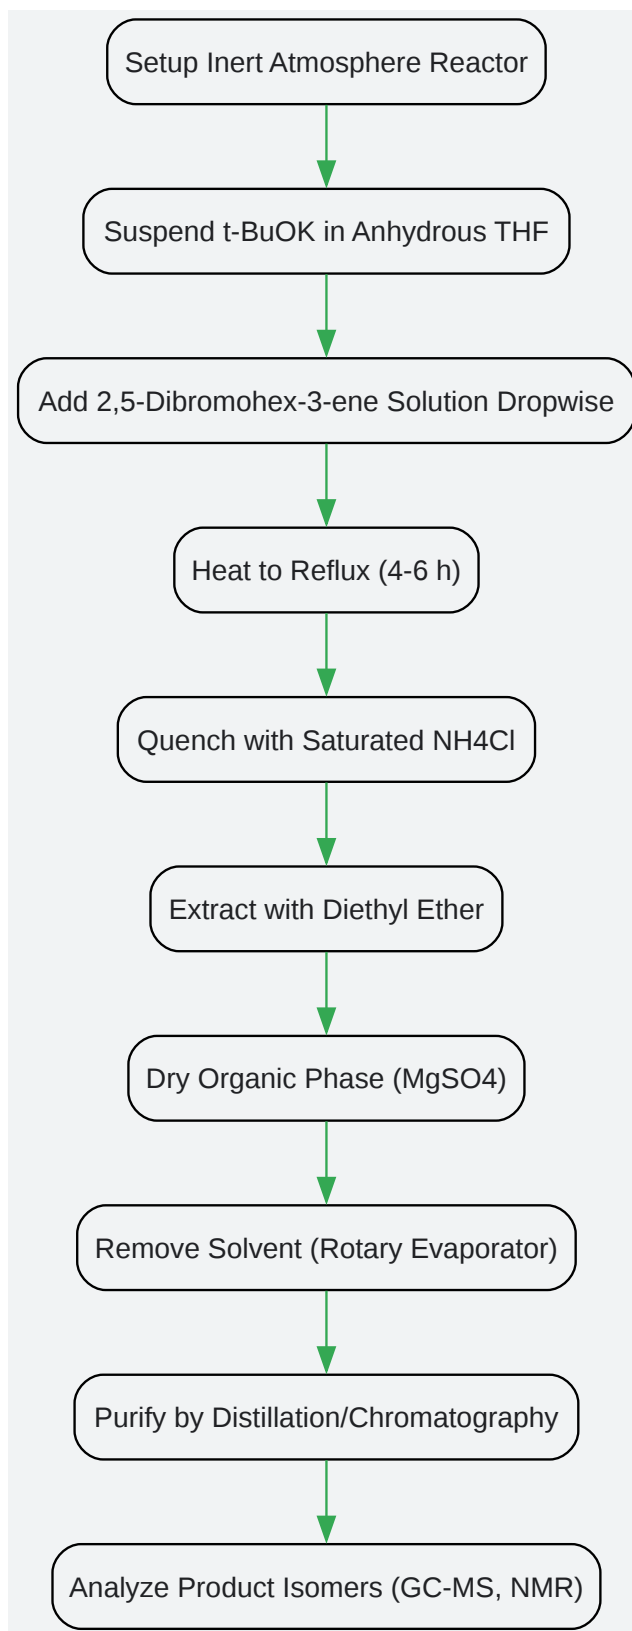 Setup Inert Atmosphere Reactor
Suspend t-BuOK in Anhydrous THF
Add 2,5-Dibromohex-3-ene Solution Dropwise
Heat to Reflux (4-6 h)
Quench with Saturated NH4Cl
Extract with Diethyl Ether
Dry Organic Phase (MgSO4)
Remove Solvent (Rotary Evaporator)
Purify by Distillation/Chromatography
Analyze Product Isomers (GC-MS, NMR)